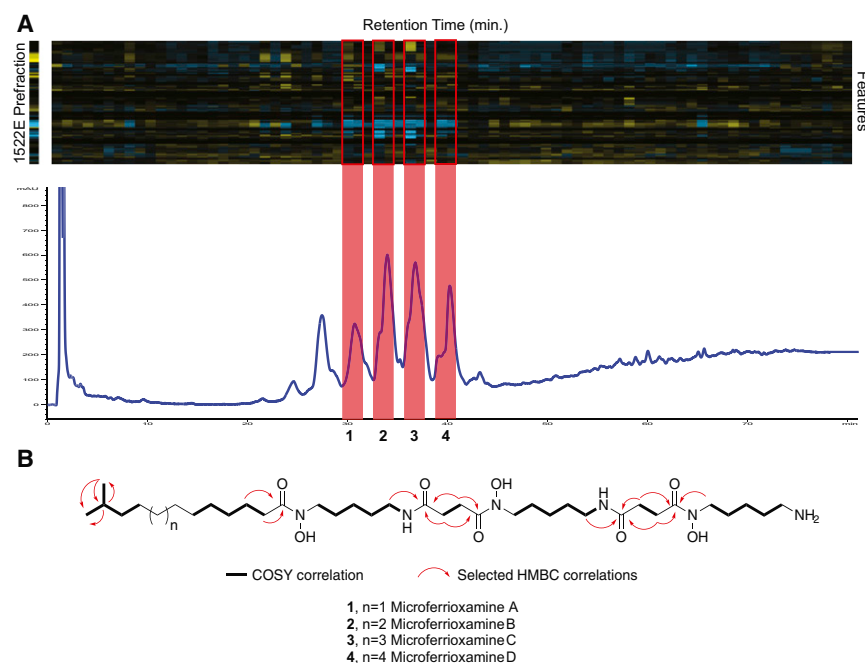 A
Retention Time (min.)
1522E Prefraction
Features
mAU
800
700
600
500
400
300
200
100
0
0
10
20
30
40
50
60
70
min
1 2 3 4
B
O
N
OH
n
O
N
H
O
OH
N
O
H
N
O
O
N
OH
NH2
COSY correlation
Selected HMBC correlations
1, n=1 Microferrioxamine A
2, n=2 Microferrioxamine B
3, n=3 Microferrioxamine C
4, n=4 Microferrioxamine D